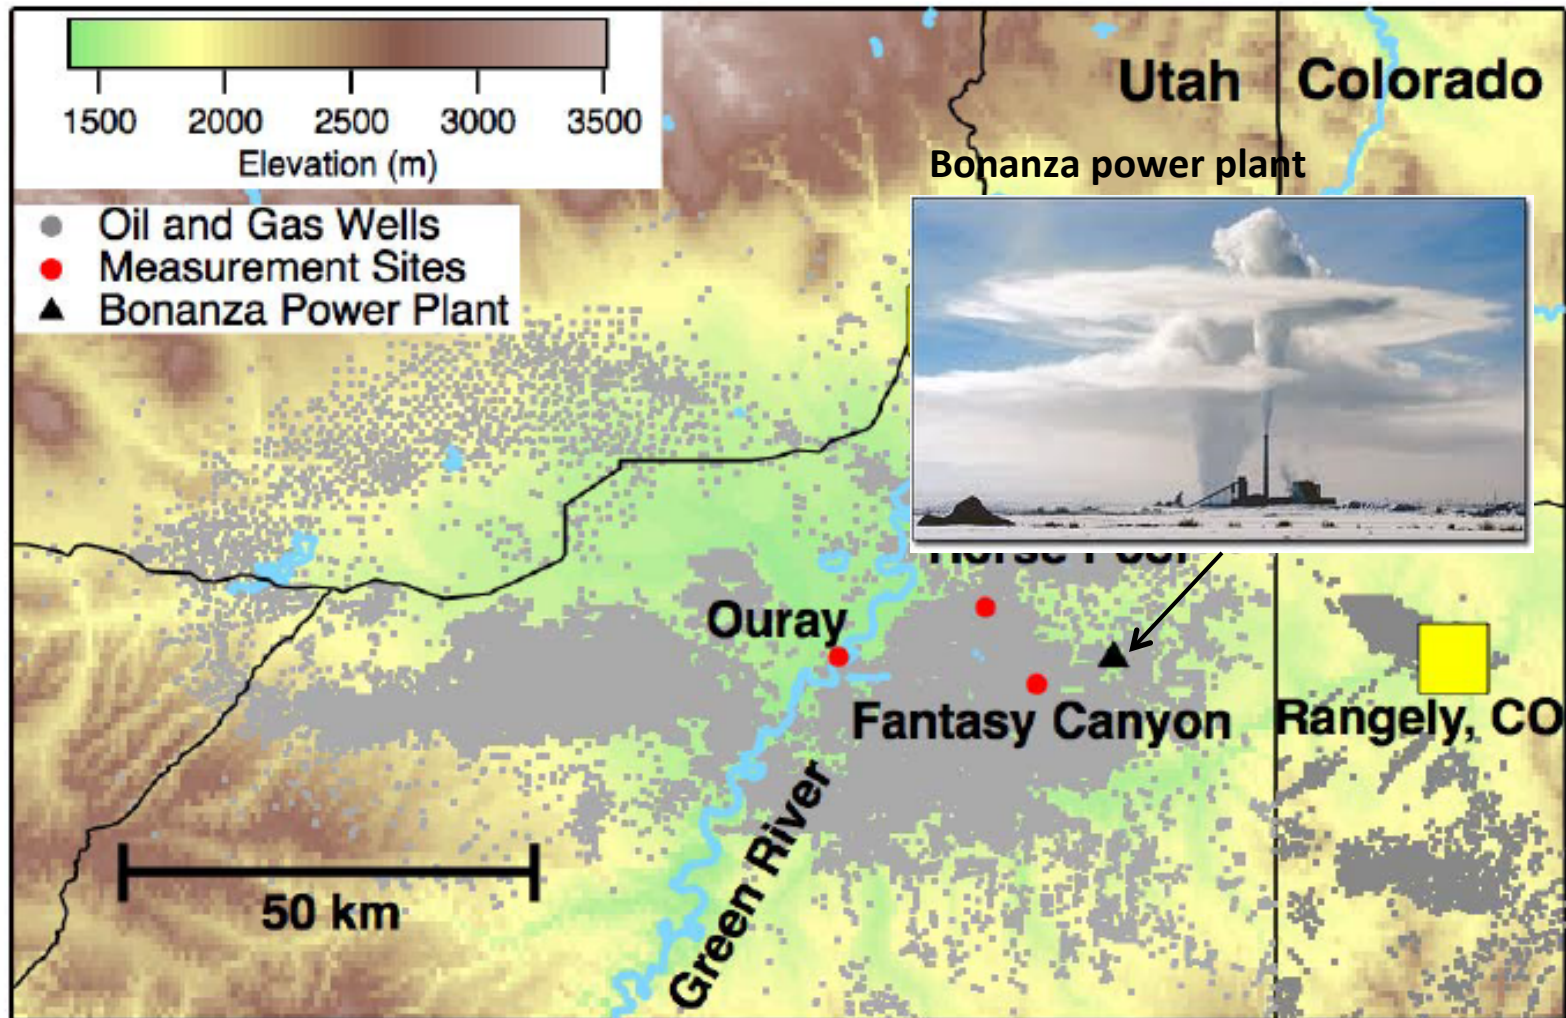 1500 2000 2500 3000 3500
Elevation (m)
Utah
Colorado
Bonanza power plant
Oil and Gas Wells
Measurement Sites
Bonanza Power Plant
Ouray
Fantasy Canyon
Rangely, CO
Green River
50 km